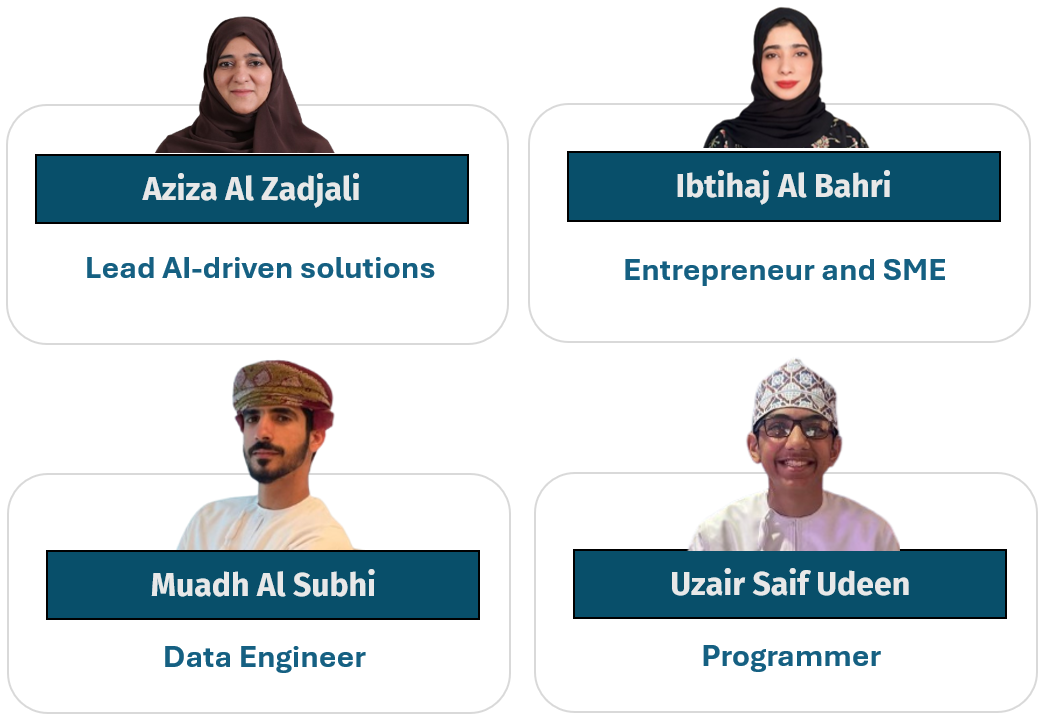 Aziza Al Zadjali
Lead AI-driven solutions
Ibtihaj Al Bahri
Entrepreneur and SME
Muadh Al Subhi
Data Engineer
Uzair Saif Udeen
Programmer